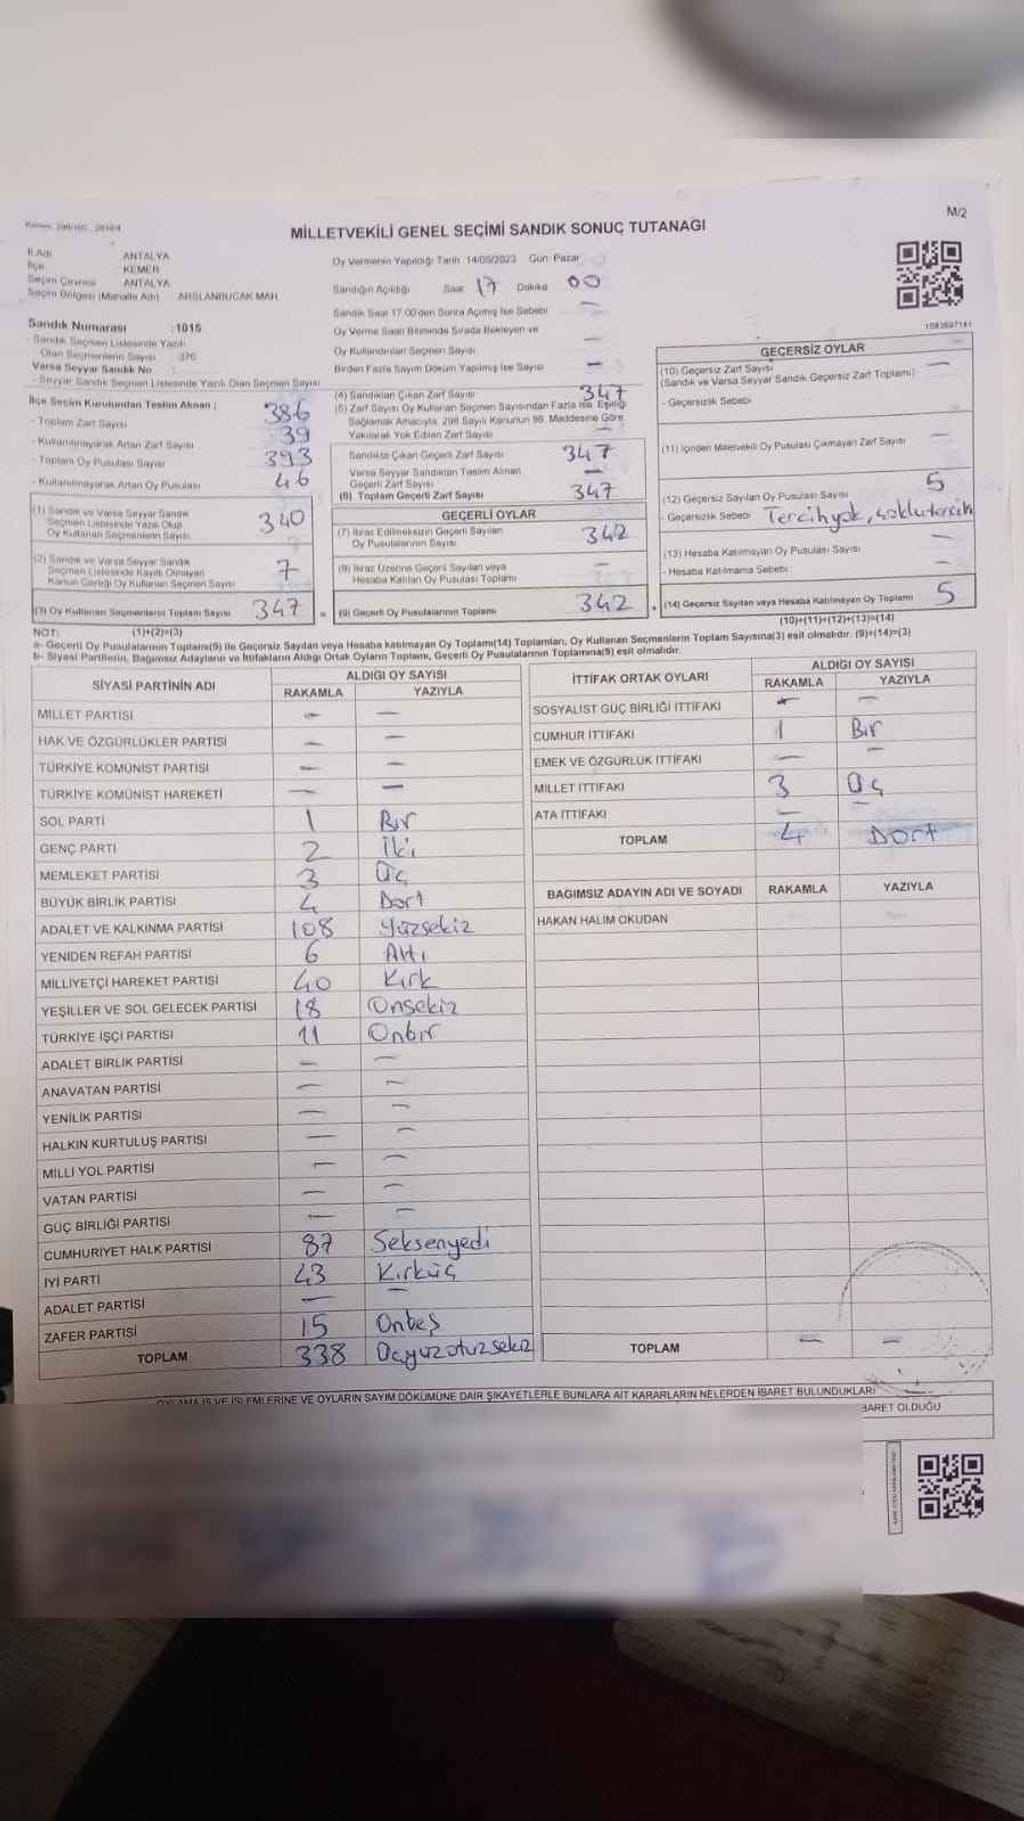 M/2
MİLLETVEKİLİ GENEL SEÇİMİ SANDIK SONUÇ TUTANAĞI
İl Adı ANTALYA
İlçe KEMER
Seçim Çevresi ANTALYA
Seçim Bölgesi (Mahalle Adı) ARSLANBUCAK MAH.
Oy Vermenin Yapıldığı Tarih 14/05/2023 Gün Pazar
Sandığın Açıldığı Saat 17 Dakika 00
Sandık Saat 17.00'den Sonra Açılmış İse Sebebi —
Oy Verme Saati Bitiminde Sırada Bekleyen ve
Oy Kullandırılan Seçmen Sayısı —
Birden Fazla Sayım Döküm Yapılmış İse Sayısı —
Sandık Numarası :1015
- Sandık Seçmen Listesinde Yazılı
Olan Seçmenlerin Sayısı 376
Varsa Seyyar Sandık No
- Seyyar Sandık Seçmen Listesinde Yazılı Olan Seçmen Sayısı
İlçe Seçim Kurulundan Teslim Alınan ;
- Toplam Zarf Sayısı 386
- Kullanılmayarak Artan Zarf Sayısı 39
- Toplam Oy Pusulası Sayısı 393
- Kullanılmayarak Artan Oy Pusulası 46
(1) Sandık ve Varsa Seyyar Sandık
Seçmen Listesinde Yazılı Olup
Oy Kullanan Seçmenlerin Sayısı 340
(2) Sandık ve Varsa Seyyar Sandık
Seçmen Listesinde Kayıtlı Olmayan
Kanun Gereği Oy Kullanan Seçmen Sayısı 7
(3) Oy Kullanan Seçmenlerin Toplam Sayısı 347
(1)+(2)=(3)
(4) Sandıktan Çıkan Zarf Sayısı 347
(5) Zarf Sayısı Oy Kullanan Seçmen Sayısından Fazla ise, Eşitliği
Sağlamak Amacıyla, 298 Sayılı Kanunun 98. Maddesine Göre
Yakılarak Yok Edilen Zarf Sayısı —
Sandıkta Çıkan Geçerli Zarf Sayısı 347
Varsa Seyyar Sandıktan Teslim Alınan
Geçerli Zarf Sayısı —
(6) Toplam Geçerli Zarf Sayısı 347
GEÇERLİ OYLAR
(7) İtiraz Edilmeksizin Geçerli Sayılan
Oy Pusulalarının Sayısı 342
(8) İtiraz Üzerine Geçerli Sayılan veya
Hesaba Katılan Oy Pusulası Toplamı —
(9) Geçerli Oy Pusulalarının Toplamı 342
GEÇERSİZ OYLAR
(10) Geçersiz Zarf Sayısı —
(Sandık ve Varsa Seyyar Sandık Geçersiz Zarf Toplamı)
- Geçersizlik Sebebi
(11) İçinden Milletvekili Oy Pusulası Çıkmayan Zarf Sayısı —
(12) Geçersiz Sayılan Oy Pusulası Sayısı 5
- Geçersizlik Sebebi Tercih yok, çoklu tercih
(13) Hesaba Katılmayan Oy Pusulası Sayısı —
- Hesaba Katılmama Sebebi —
(14) Geçersiz Sayılan veya Hesaba Katılmayan Oy Toplamı 5
(10)+(11)+(12)+(13)=(14)
NOT:
a- Geçerli Oy Pusulalarının Toplamı(9) ile Geçersiz Sayılan veya Hesaba katılmayan Oy Toplamı(14) Toplamları, Oy Kullanan Seçmenlerin Toplam Sayısına(3) eşit olmalıdır. (9)+(14)=(3)
b- Siyasi Partilerin, Bağımsız Adayların ve İttifakların Aldığı Ortak Oyların Toplamı, Geçerli Oy Pusulalarının Toplamına(9) eşit olmalıdır.
SİYASİ PARTİNİN ADI ALDIĞI OY SAYISI
RAKAMLA YAZIYLA
MİLLET PARTİSİ — —
HAK VE ÖZGÜRLÜKLER PARTİSİ — —
TÜRKİYE KOMÜNİST PARTİSİ — —
TÜRKİYE KOMÜNİST HAREKETİ — —
SOL PARTİ 1 Bir
GENÇ PARTİ 2 İki
MEMLEKET PARTİSİ 3 Üç
BÜYÜK BİRLİK PARTİSİ 4 Dört
ADALET VE KALKINMA PARTİSİ 108 Yüzsekiz
YENİDEN REFAH PARTİSİ 6 Altı
MİLLİYETÇİ HAREKET PARTİSİ 40 Kırk
YEŞİLLER VE SOL GELECEK PARTİSİ 18 Onsekiz
TÜRKİYE İŞÇİ PARTİSİ 11 Onbir
ADALET BİRLİK PARTİSİ — —
ANAVATAN PARTİSİ — —
YENİLİK PARTİSİ — —
HALKIN KURTULUŞ PARTİSİ — —
MİLLİ YOL PARTİSİ — —
VATAN PARTİSİ — —
GÜÇ BİRLİĞİ PARTİSİ — —
CUMHURİYET HALK PARTİSİ 87 Seksenyedi
İYİ PARTİ 43 Kırküç
ADALET PARTİSİ — —
ZAFER PARTİSİ 15 Onbeş
TOPLAM 338 Üçyüzotuzsekiz
İTTİFAK ORTAK OYLARI ALDIĞI OY SAYISI
RAKAMLA YAZIYLA
SOSYALİST GÜÇ BİRLİĞİ İTTİFAKI — —
CUMHUR İTTİFAKI 1 Bir
EMEK VE ÖZGÜRLÜK İTTİFAKI — —
MİLLET İTTİFAKI 3 Üç
ATA İTTİFAKI — —
TOPLAM 4 Dört
BAĞIMSIZ ADAYIN ADI VE SOYADI RAKAMLA YAZIYLA
HAKAN HALİM OKUDAN
TOPLAM — —
OYLAMA İŞ VE İŞLEMLERİNE VE OYLARIN SAYIM DÖKÜMÜNE DAİR ŞİKAYETLERLE BUNLARA AİT KARARLARIN NELERDEN İBARET BULUNDUKLARI
BARET OLDUĞU